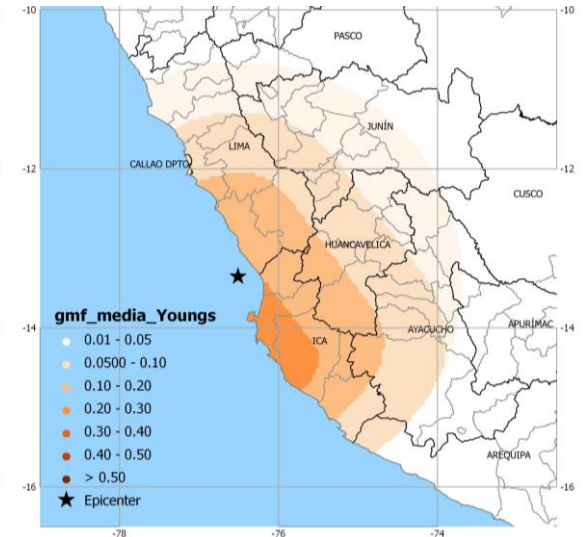 -10
-10
PASCO
JUNÍN
LIMA
-12
CALLAO DPTO
-12
CUSCO
HUANCAVELICA
gmf_media_Youngs
0.01 - 0.05
-14
ICA
AYACUCHO
APURÍMAC
-14
0.0500 - 0.10
0.10 - 0.20
0.20 - 0.30
0.30 - 0.40
0.40 - 0.50
AREQUIPA
> 0.50
-16
Epicenter
-16
-78
-76
-74